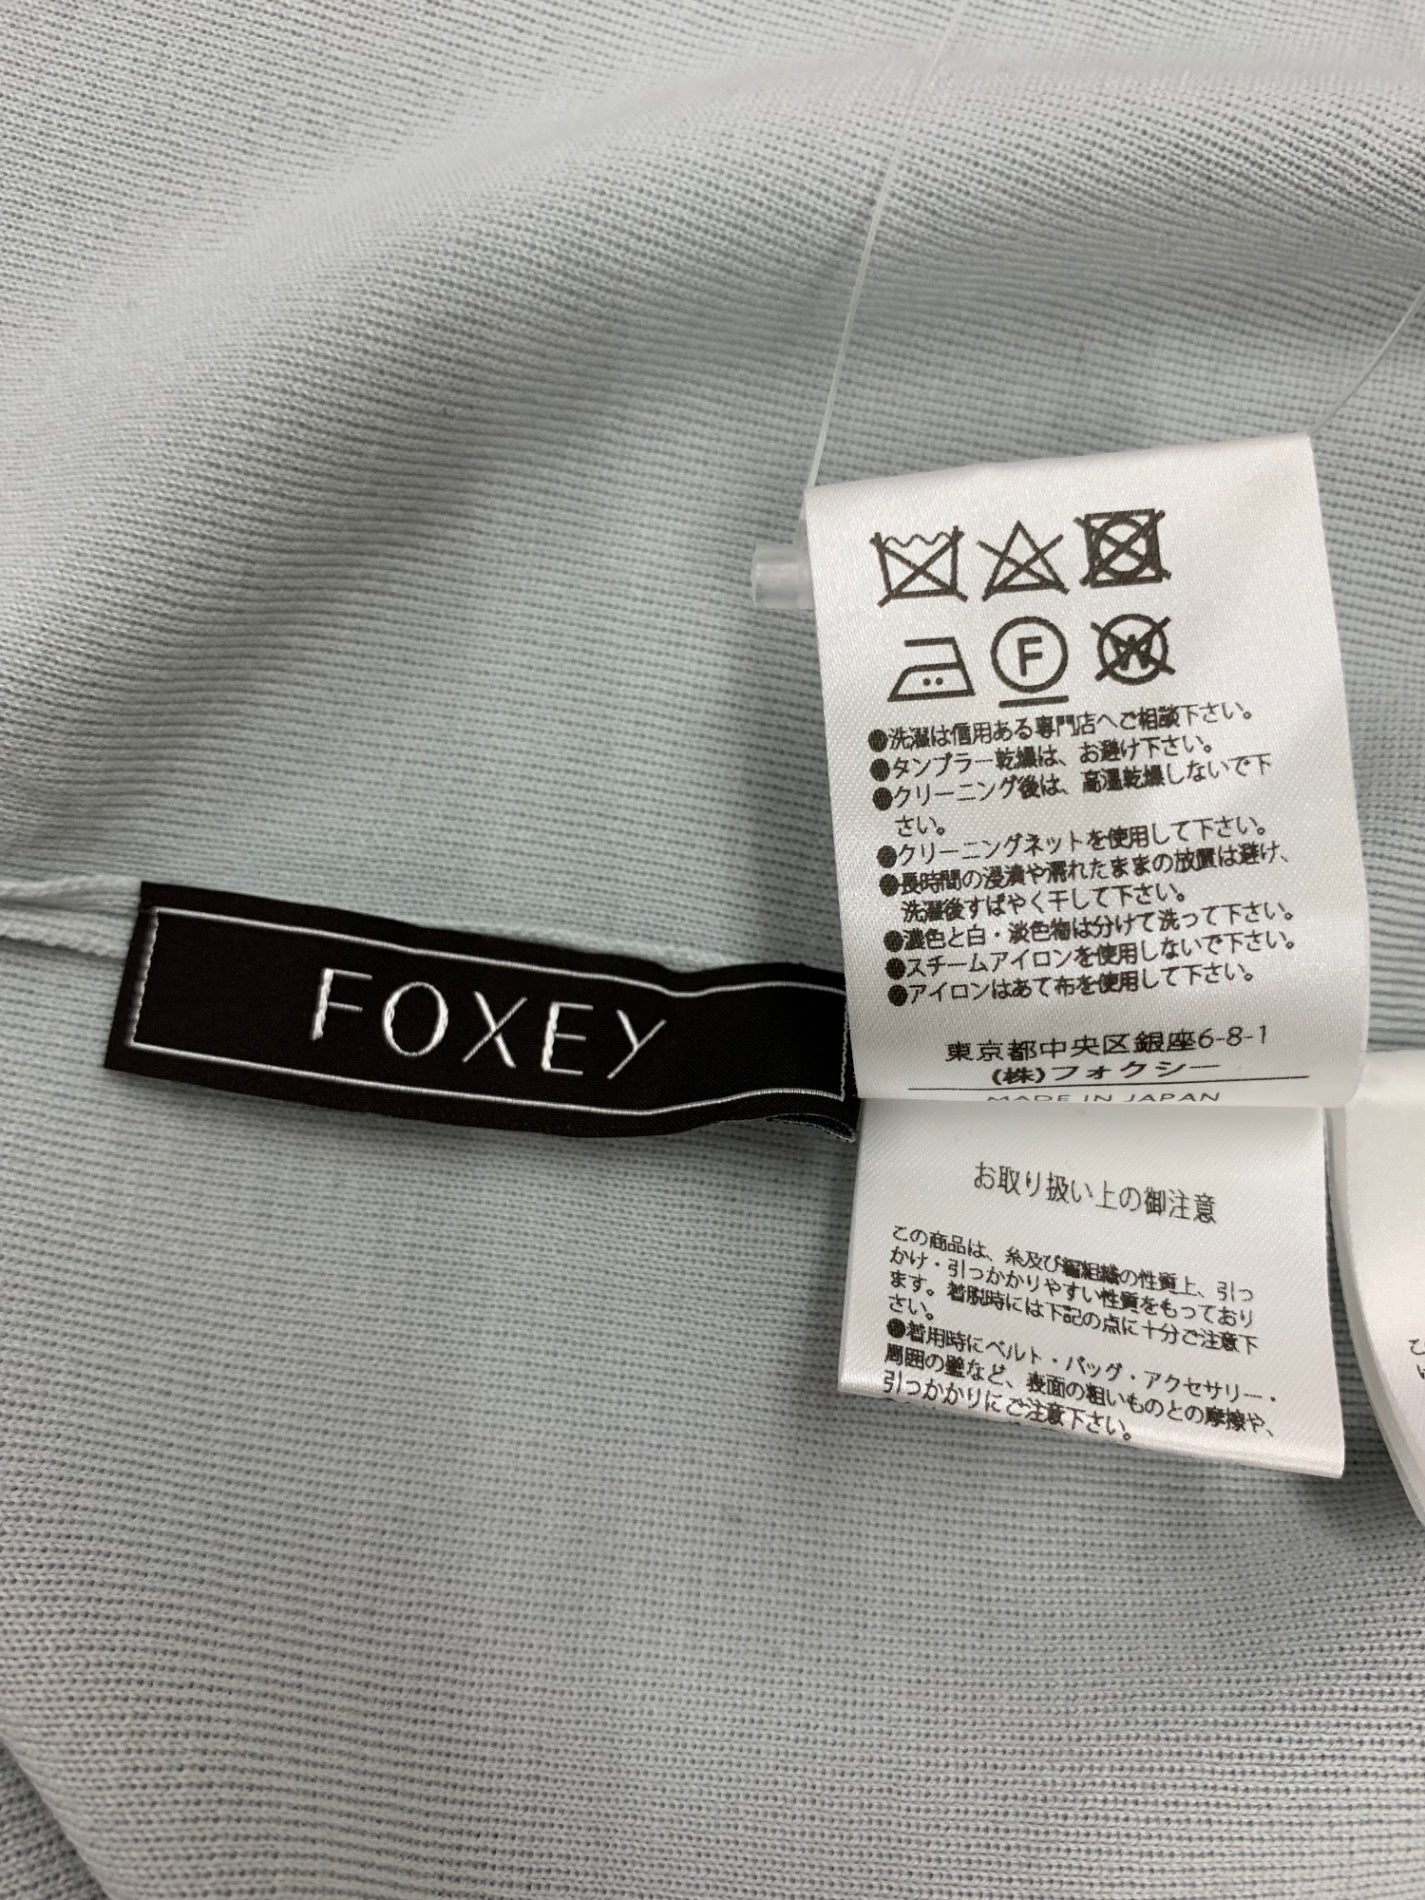 FOXEY
F
W
●洗濯は信用ある専門店へご相談下さい。
●タンブラー乾燥は、お避け下さい。
●クリーニング後は、高温乾燥しないで下
さい。
●クリーニングネットを使用して下さい。
●長時間の浸漬や濡れたままの放置は避け、
洗濯後すばやく干して下さい。
●濃色と白・淡色物は分けて洗って下さい。
●スチームアイロンを使用しないで下さい。
●アイロンはあて布を使用して下さい。
東京都中央区銀座6-8-1
(株)フォクシー
MADE IN JAPAN
お取り扱い上の御注意
この商品は、糸及び編組織の性質上、引っ
かけ・引っかかりやすい性質をもっており
ます。着脱時には下記の点に十分ご注意下
さい。
●着用時にベルト・バッグ・アクセサリー・
周囲の壁など、表面の粗いものとの摩擦や、
引っかかりにご注意下さい。